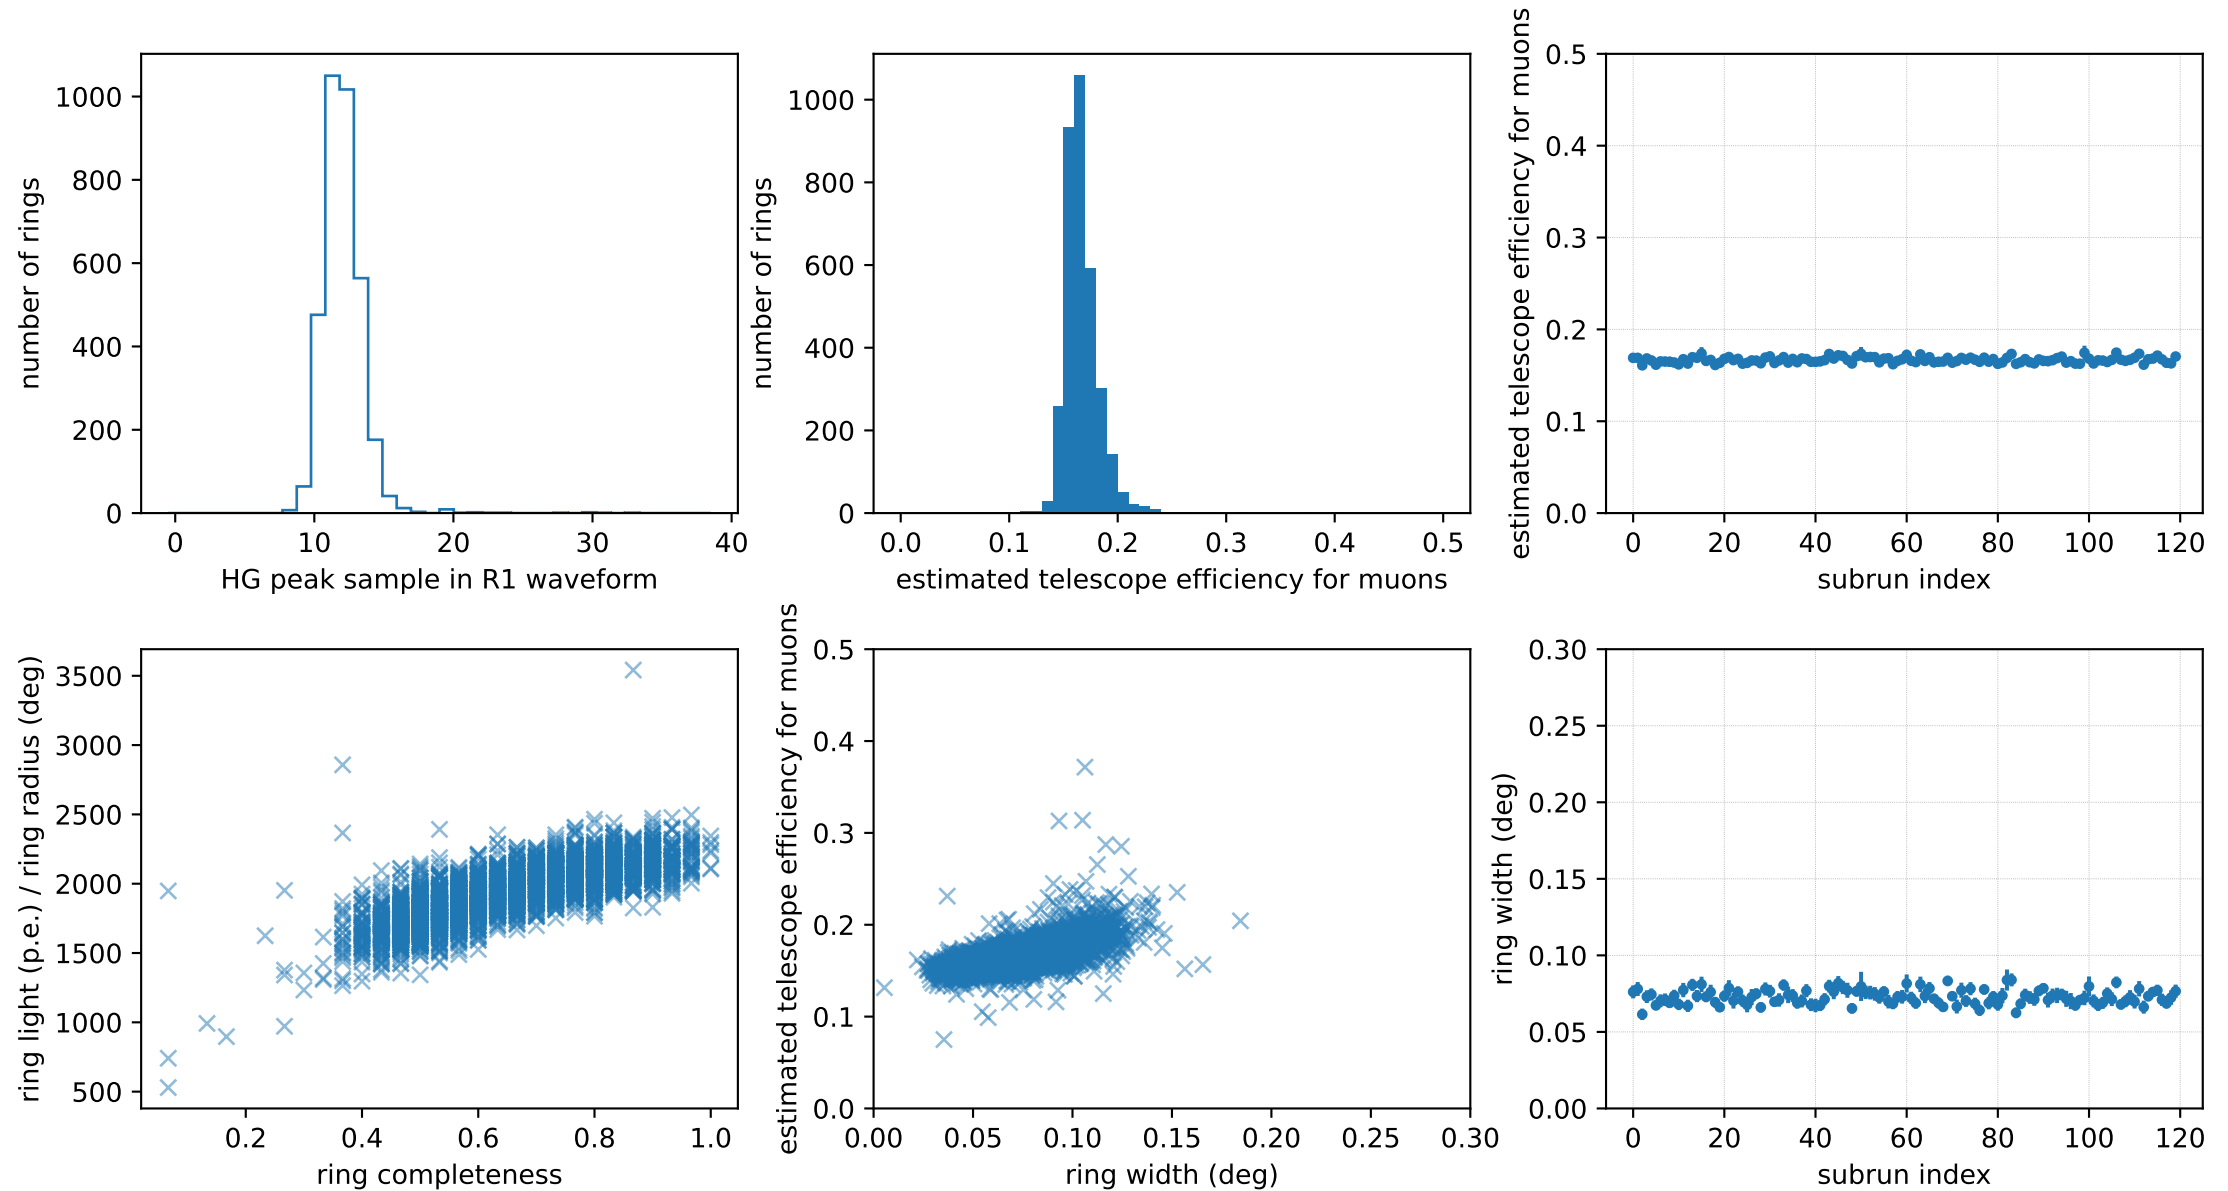 number of rings
1000
800
600
400
200
0
0 10 20 30 40
HG peak sample in R1 waveform
number of rings
1000
800
600
400
200
0
0.0 0.1 0.2 0.3 0.4 0.5
estimated telescope efficiency for muons
estimated telescope efficiency for muons
0.5
0.4
0.3
0.2
0.1
0.0
0 20 40 60 80 100 120
subrun index
ring light (p.e.) / ring radius (deg)
3500
3000
2500
2000
1500
1000
500
0.2 0.4 0.6 0.8 1.0
ring completeness
estimated telescope efficiency for muons
0.5
0.4
0.3
0.2
0.1
0.0
0.00 0.05 0.10 0.15 0.20 0.25 0.30
ring width (deg)
ring width (deg)
0.30
0.25
0.20
0.15
0.10
0.05
0.00
0 20 40 60 80 100 120
subrun index